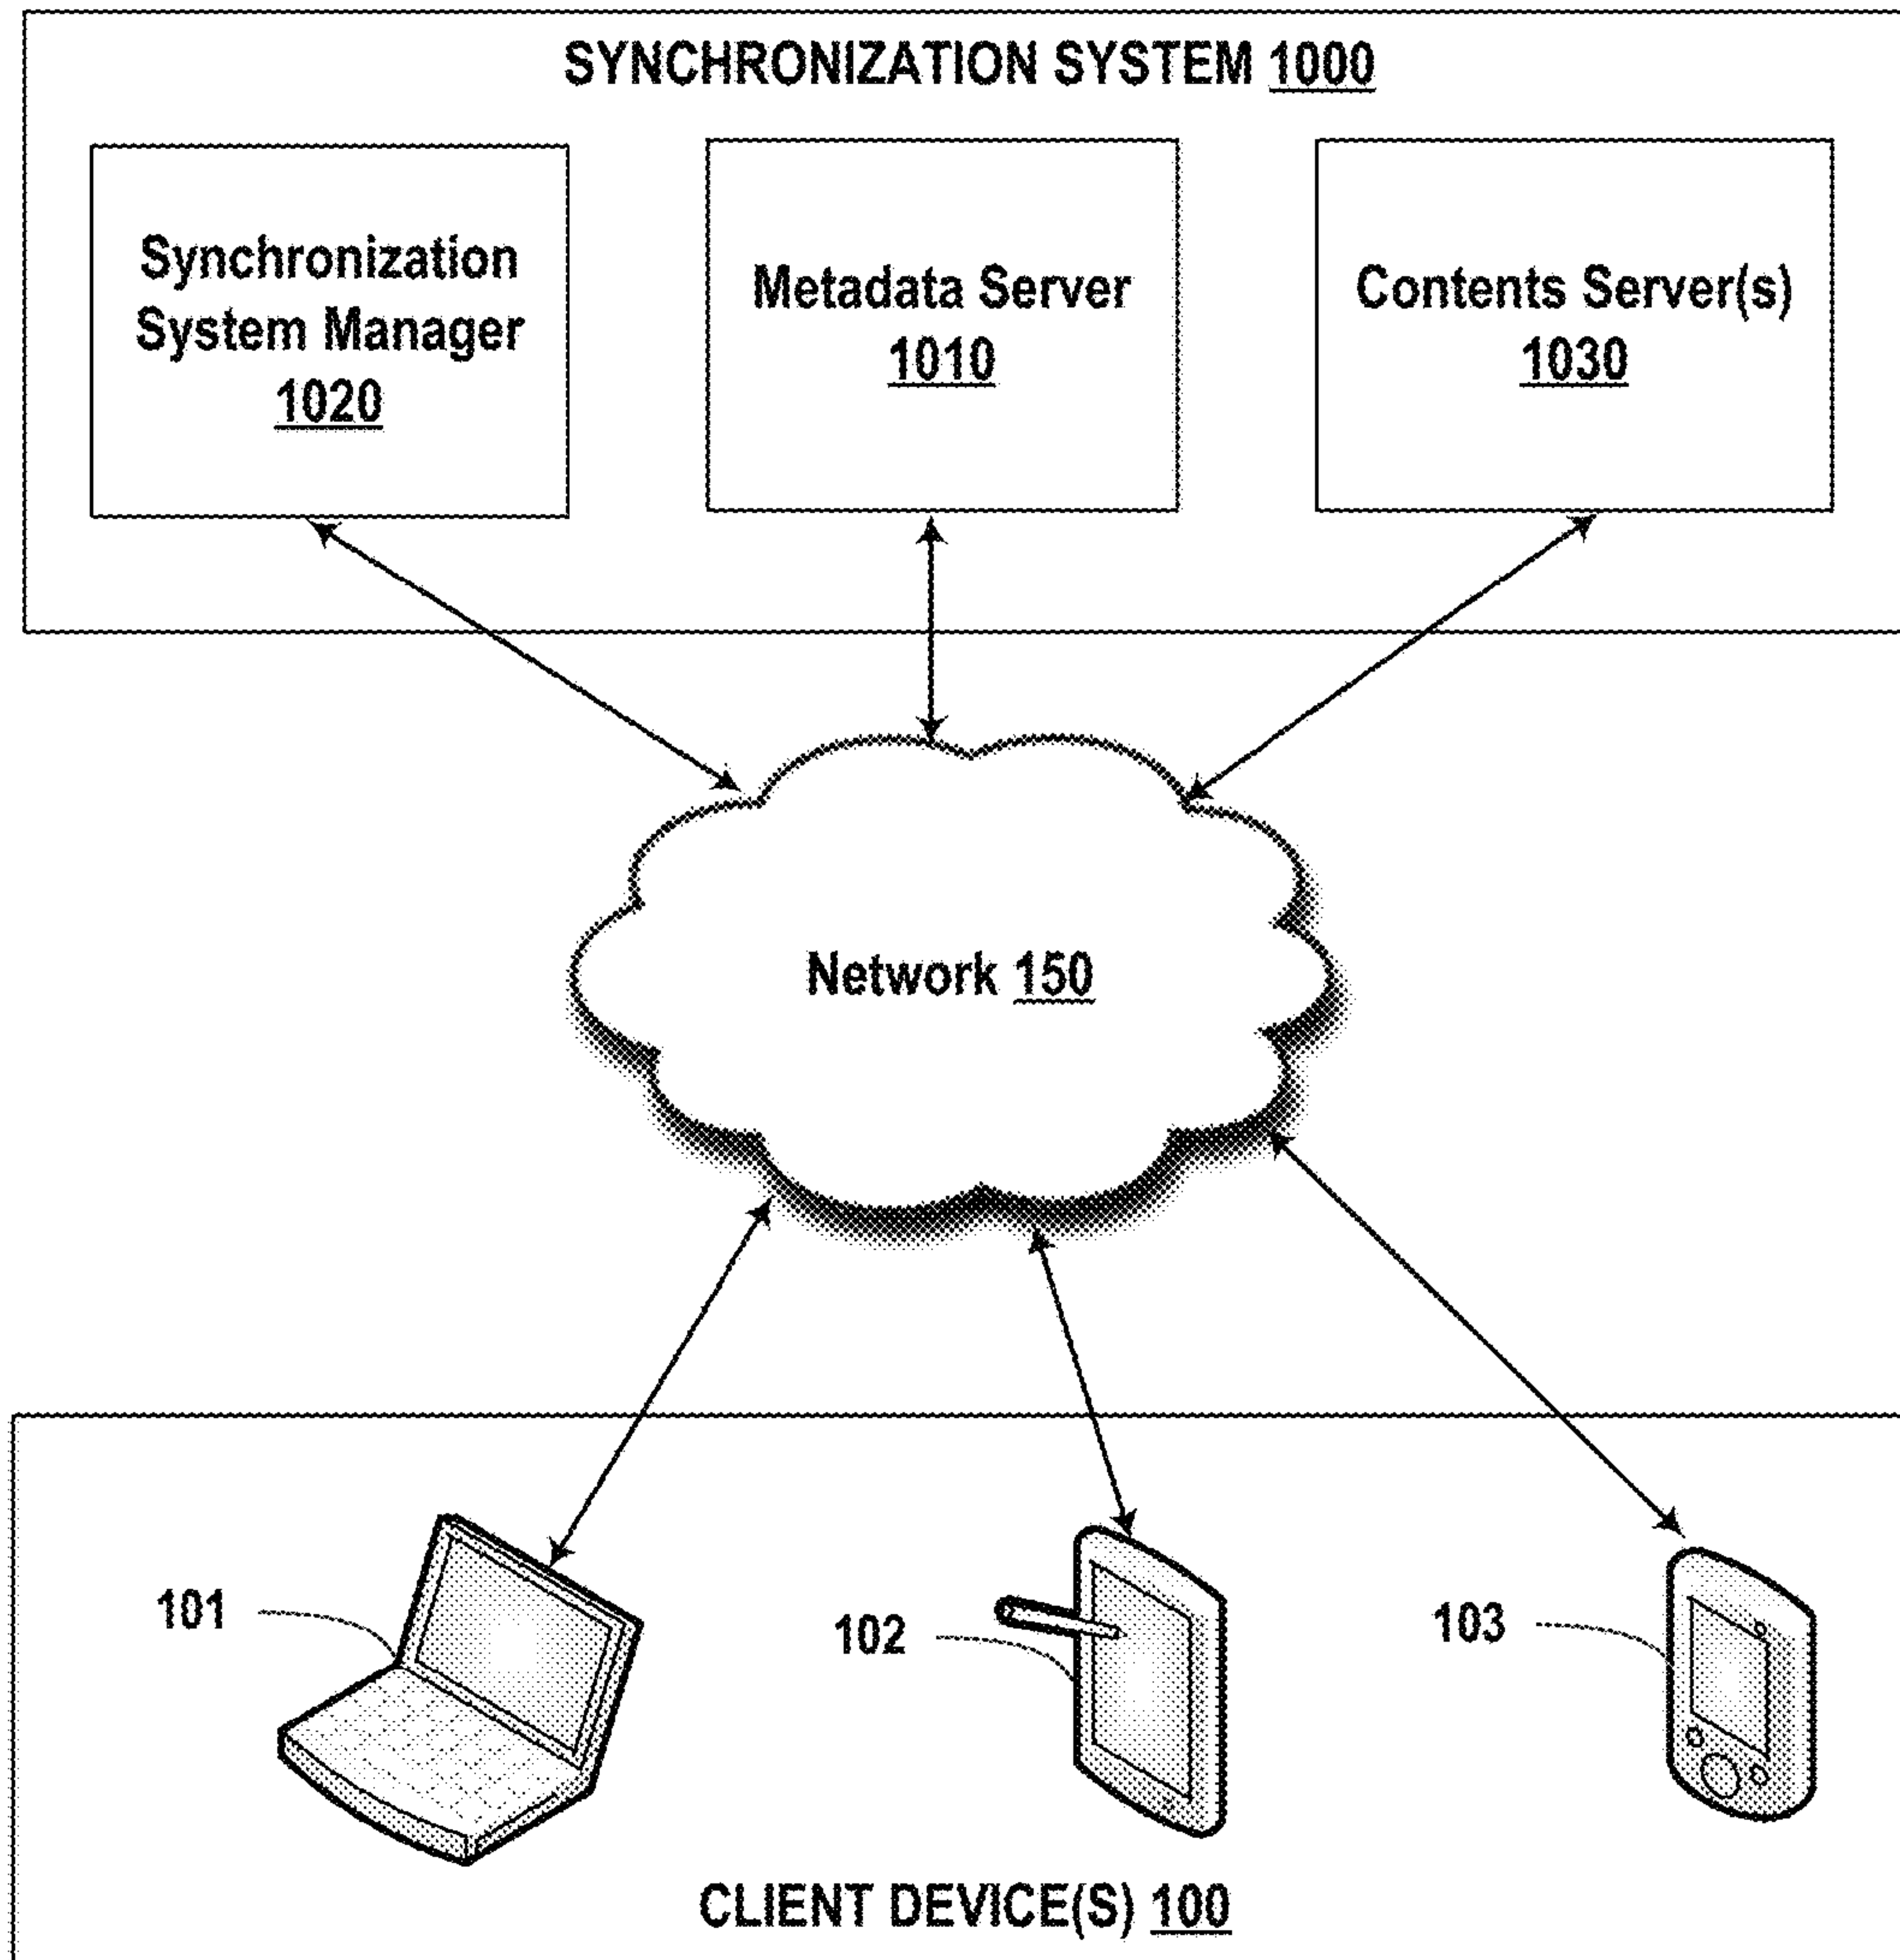 SYNCHRONIZATION SYSTEM 1000
Synchronization
System Manager
1020
Metadata Server
1010
Contents Server(s)
1030
Network 150
101
102
103
CLIENT DEVICE(S) 100